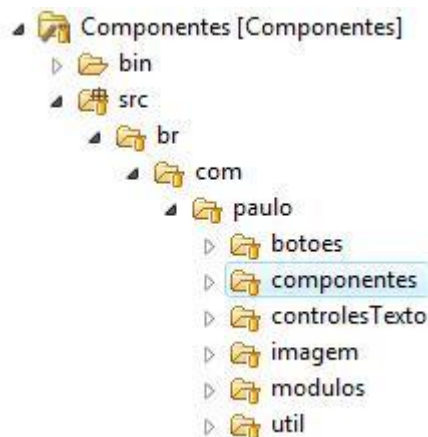 Componentes [Componentes]
bin
src
br
com
paulo
botoes
componentes
controlesTexto
imagem
modulos
util